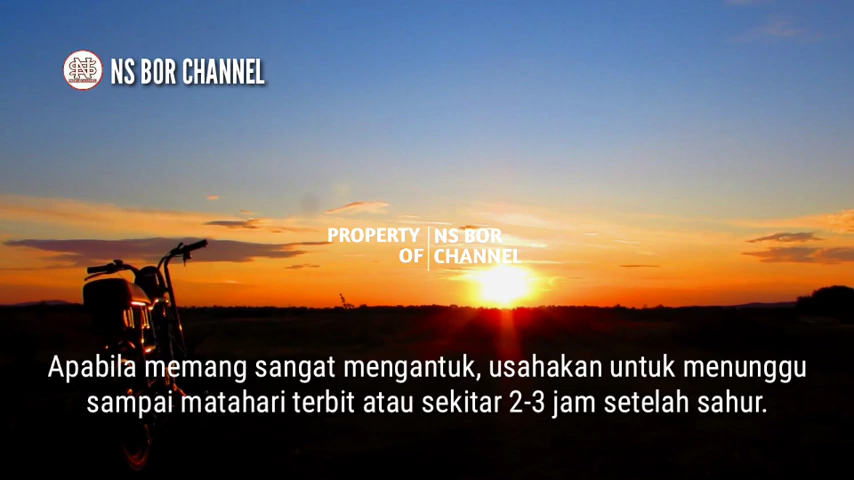 NS BOR CHANNEL
PROPERTY OF
NS BOR CHANNEL
Apabila memang sangat mengantuk, usahakan untuk menunggu
sampai matahari terbit atau sekitar 2-3 jam setelah sahur.